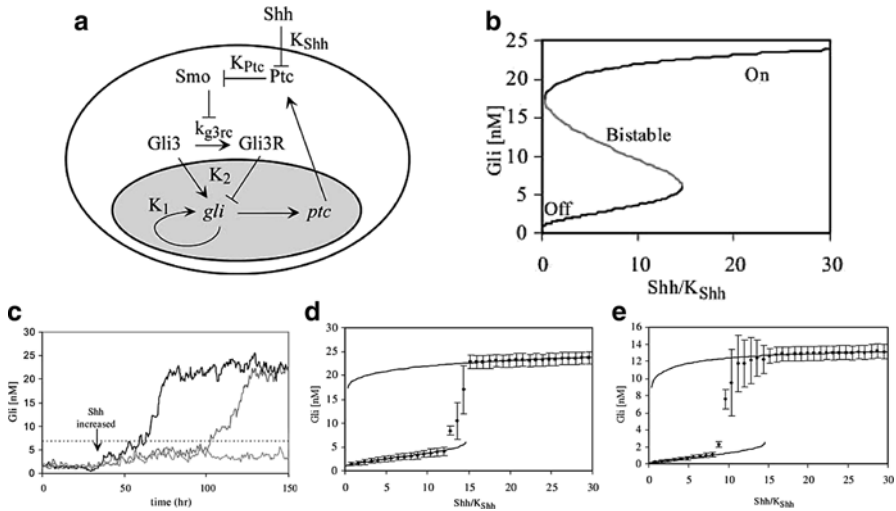 a
Shh
K_Shh
K_Ptc
Smo
Ptc
k_g3rc
Gli3
Gli3R
K_2
K_1
gli
ptc
b
Gli [nM]
25
20
15
10
5
0
On
Bistable
Off
0
10
20
30
Shh/K_Shh
c
Gli [nM]
30
25
20
15
10
5
0
Shh
increased
0
50
100
150
time (hr)
d
Gli [nM]
30
25
20
15
10
5
0
0
5
10
15
20
25
30
Shh/K_Shh
e
Gli [nM]
16
14
12
10
8
6
4
2
0
0
5
10
15
20
25
30
Shh/K_Shh